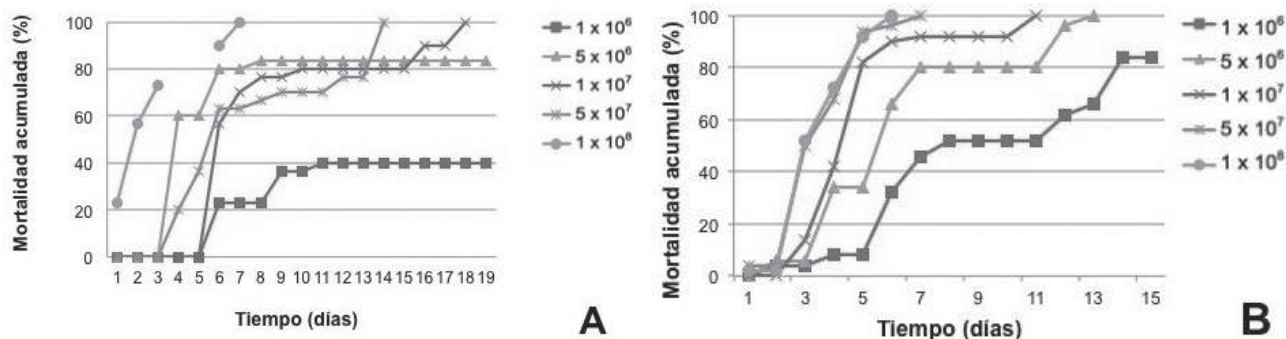 Mortalidad acumulada (%)
100
80
60
40
20
0
1 2 3 4 5 6 7 8 9 10 11 12 13 14 15 16 17 18 19
Tiempo (días)
1 x 10⁶
5 x 10⁶
1 x 10⁷
5 x 10⁷
1 x 10⁸
A
Mortalidad acumulada (%)
100
80
60
40
20
0
1 3 5 7 9 11 13 15
Tiempo (días)
1 x 10⁶
5 x 10⁶
1 x 10⁷
5 x 10⁷
1 x 10⁸
B